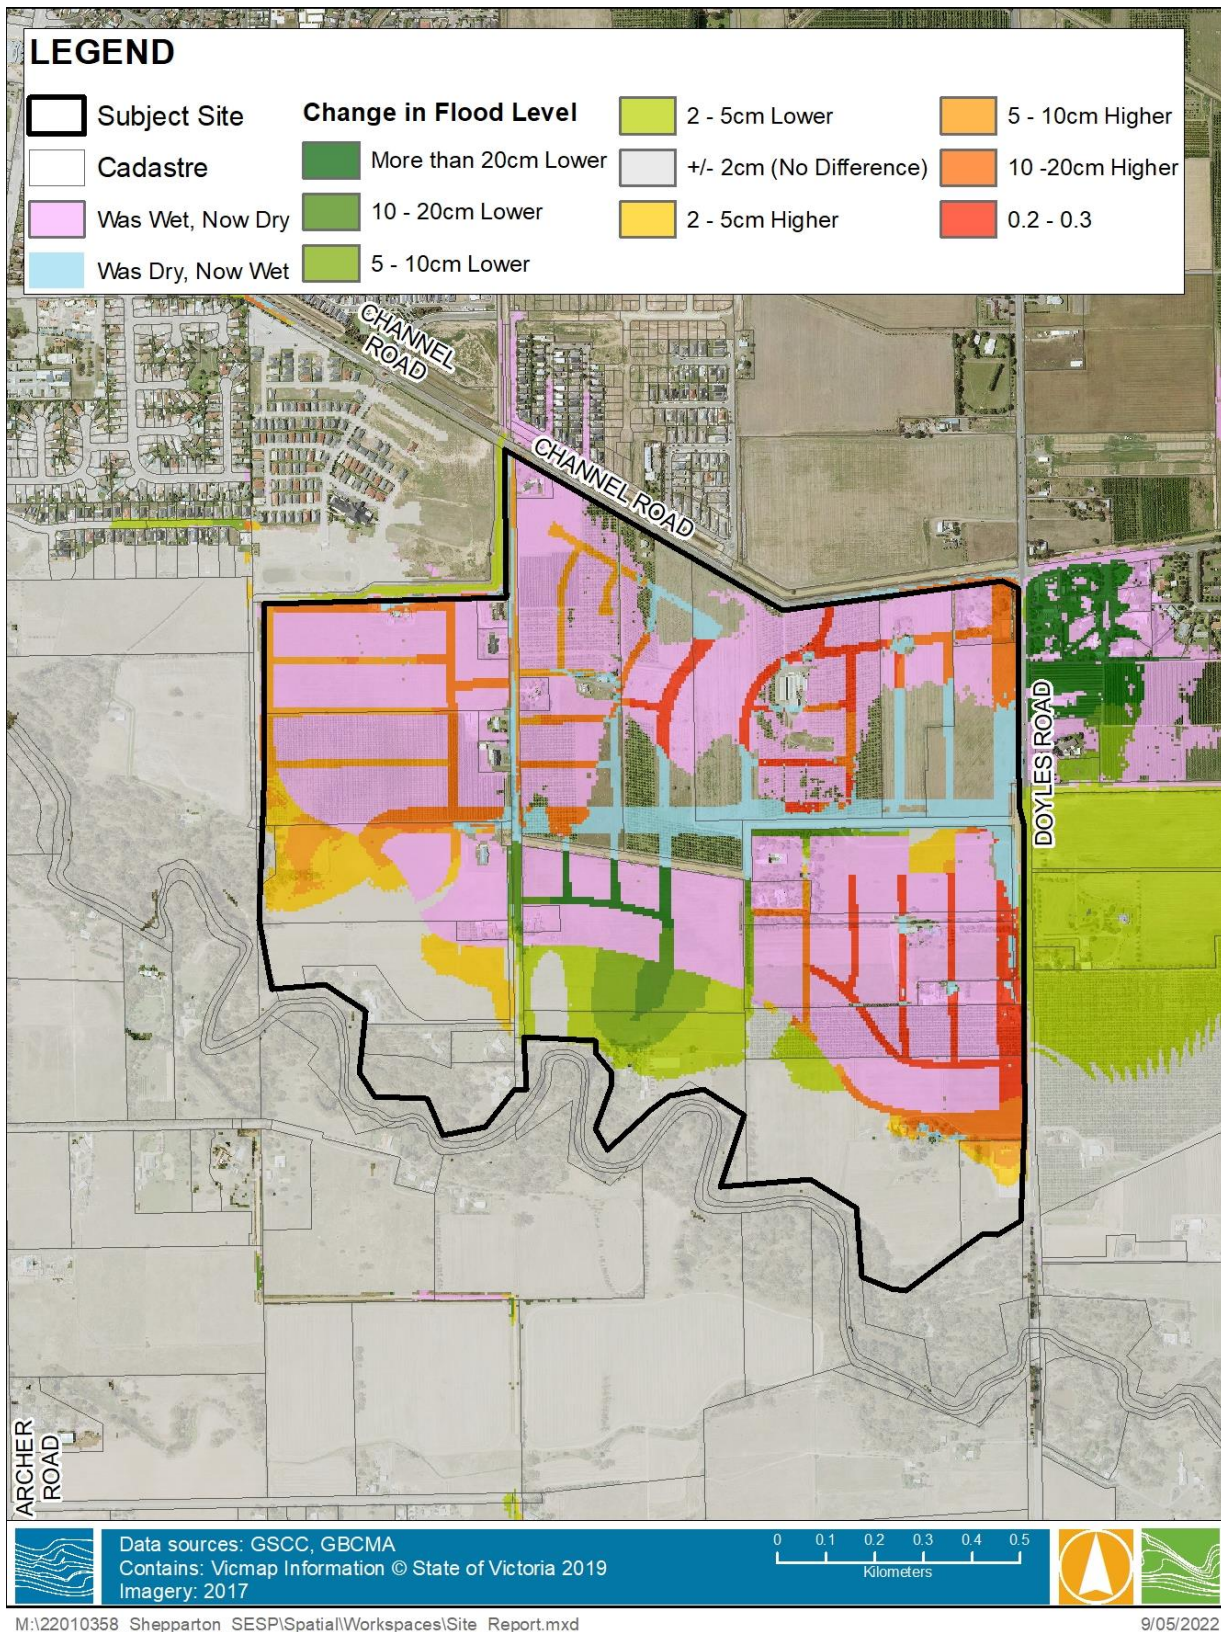 LEGEND
Subject Site
Cadastre
Was Wet, Now Dry
Was Dry, Now Wet
Change in Flood Level
More than 20cm Lower
10 - 20cm Lower
5 - 10cm Lower
2 - 5cm Lower
+/- 2cm (No Difference)
2 - 5cm Higher
5 - 10cm Higher
10 -20cm Higher
0.2 - 0.3
CHANNEL
ROAD
CHANNEL ROAD
DOYLES ROAD
ARCHER
ROAD
Data sources: GSCC, GBCMA
Contains: Vicmap Information © State of Victoria 2019
Imagery: 2017
0 0.1 0.2 0.3 0.4 0.5
Kilometers
M:\22010358_Shepparton_SESP\Spatial\Workspaces\Site_Report.mxd
9/05/2022